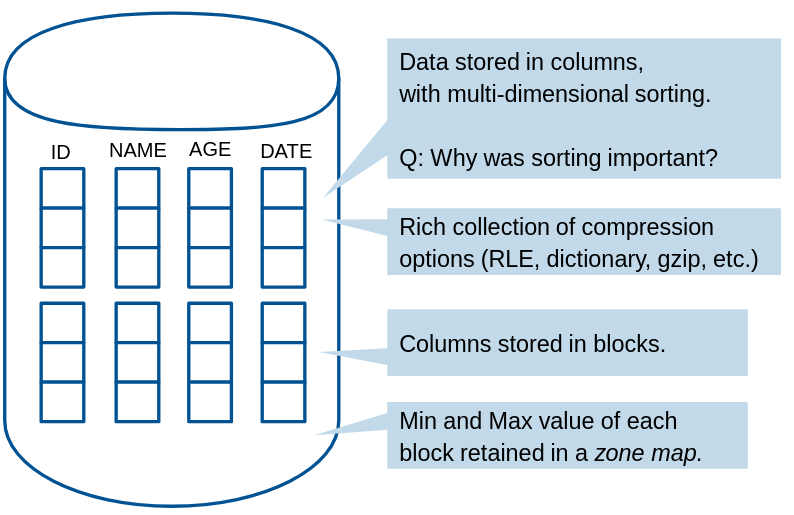 Data stored in columns,
with multi-dimensional sorting.
Q: Why was sorting important?
ID NAME AGE DATE
Rich collection of compression
options (RLE, dictionary, gzip, etc.)
Columns stored in blocks.
Min and Max value of each
block retained in a zone map.